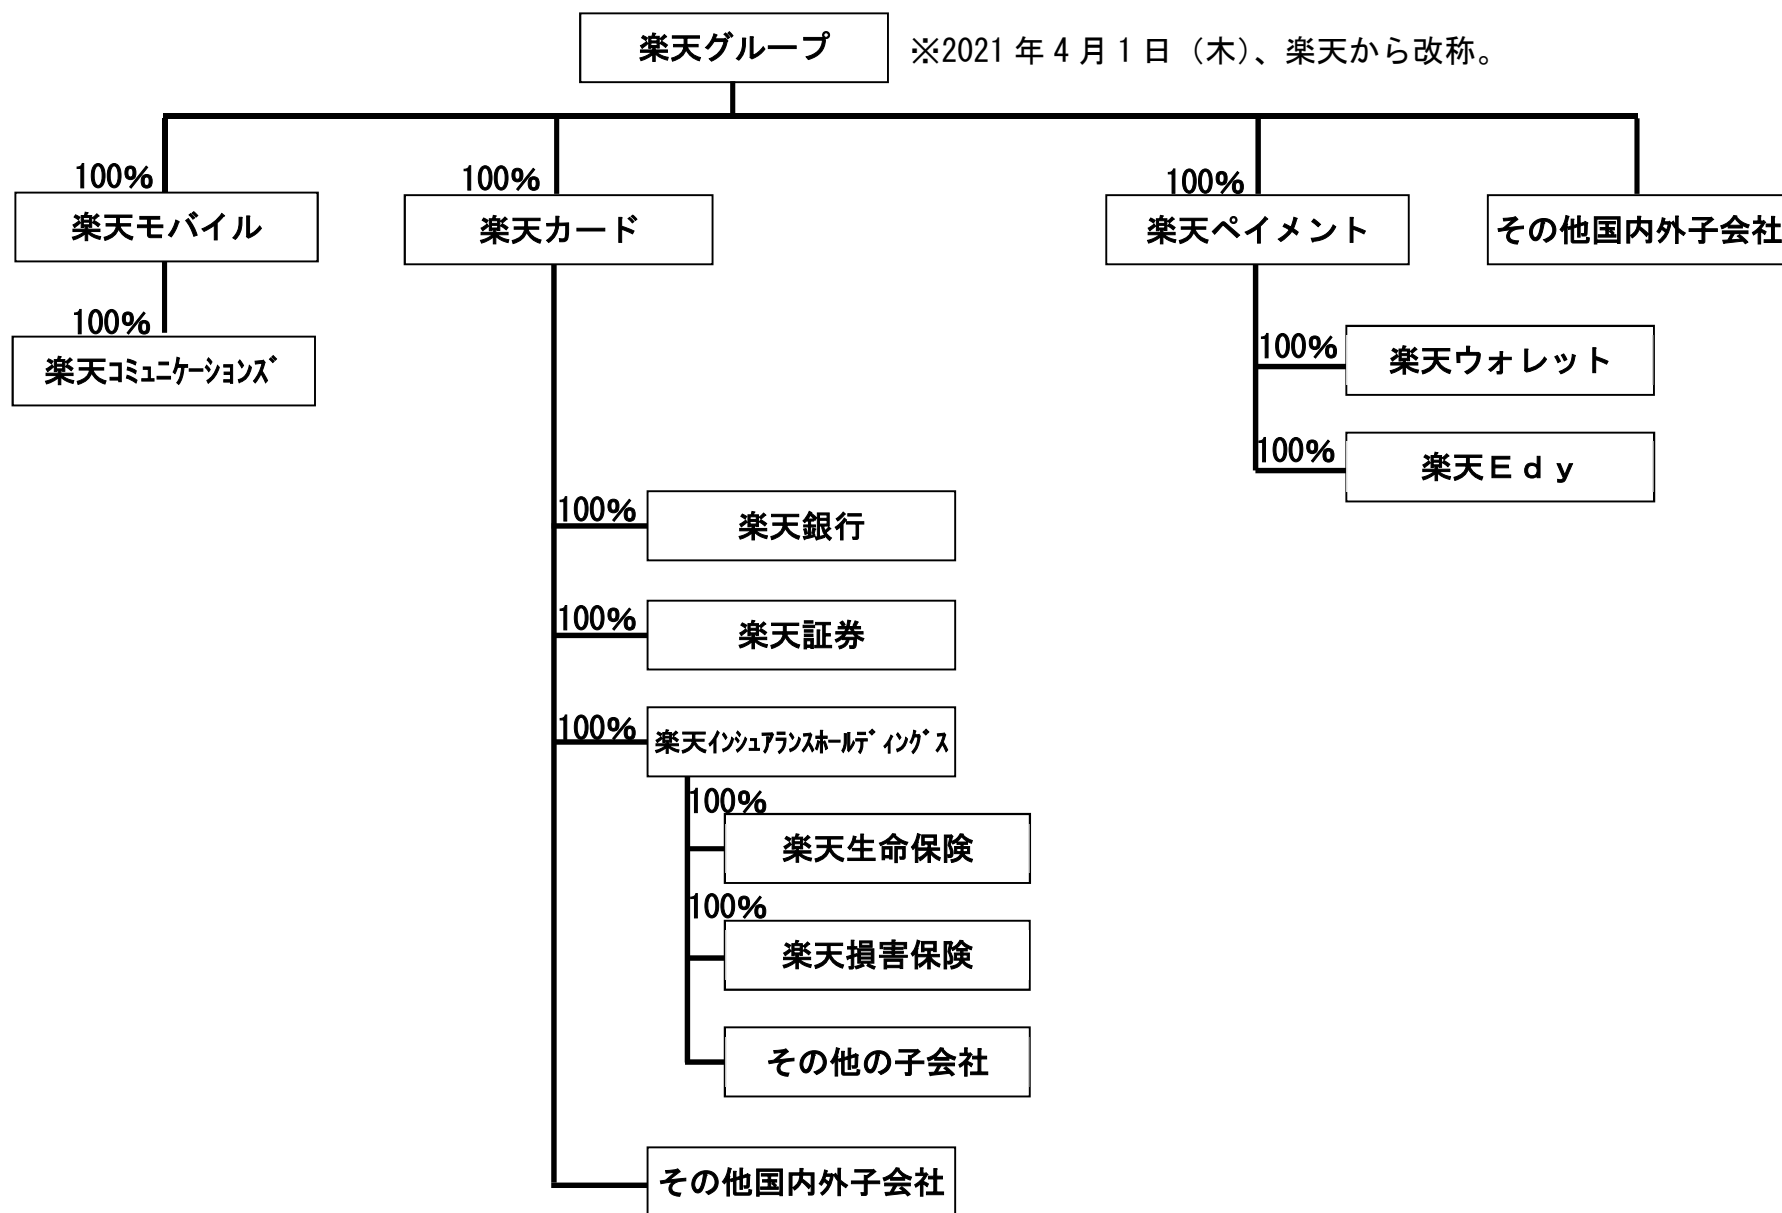 楽天グループ
※2021年4月1日（木）、楽天から改称。
100%
楽天モバイル
100%
楽天カード
100%
楽天ペイメント
その他国内外子会社
100%
楽天ｺﾐｭﾆｹｰｼｮﾝｽﾞ
100%
楽天ウォレット
100%
楽天Ｅｄｙ
100%
楽天銀行
100%
楽天証券
100%
楽天ｲﾝｼｭｱﾗﾝｽﾎｰﾙﾃﾞｨﾝｸﾞｽ
100%
楽天生命保険
100%
楽天損害保険
その他の子会社
その他国内外子会社